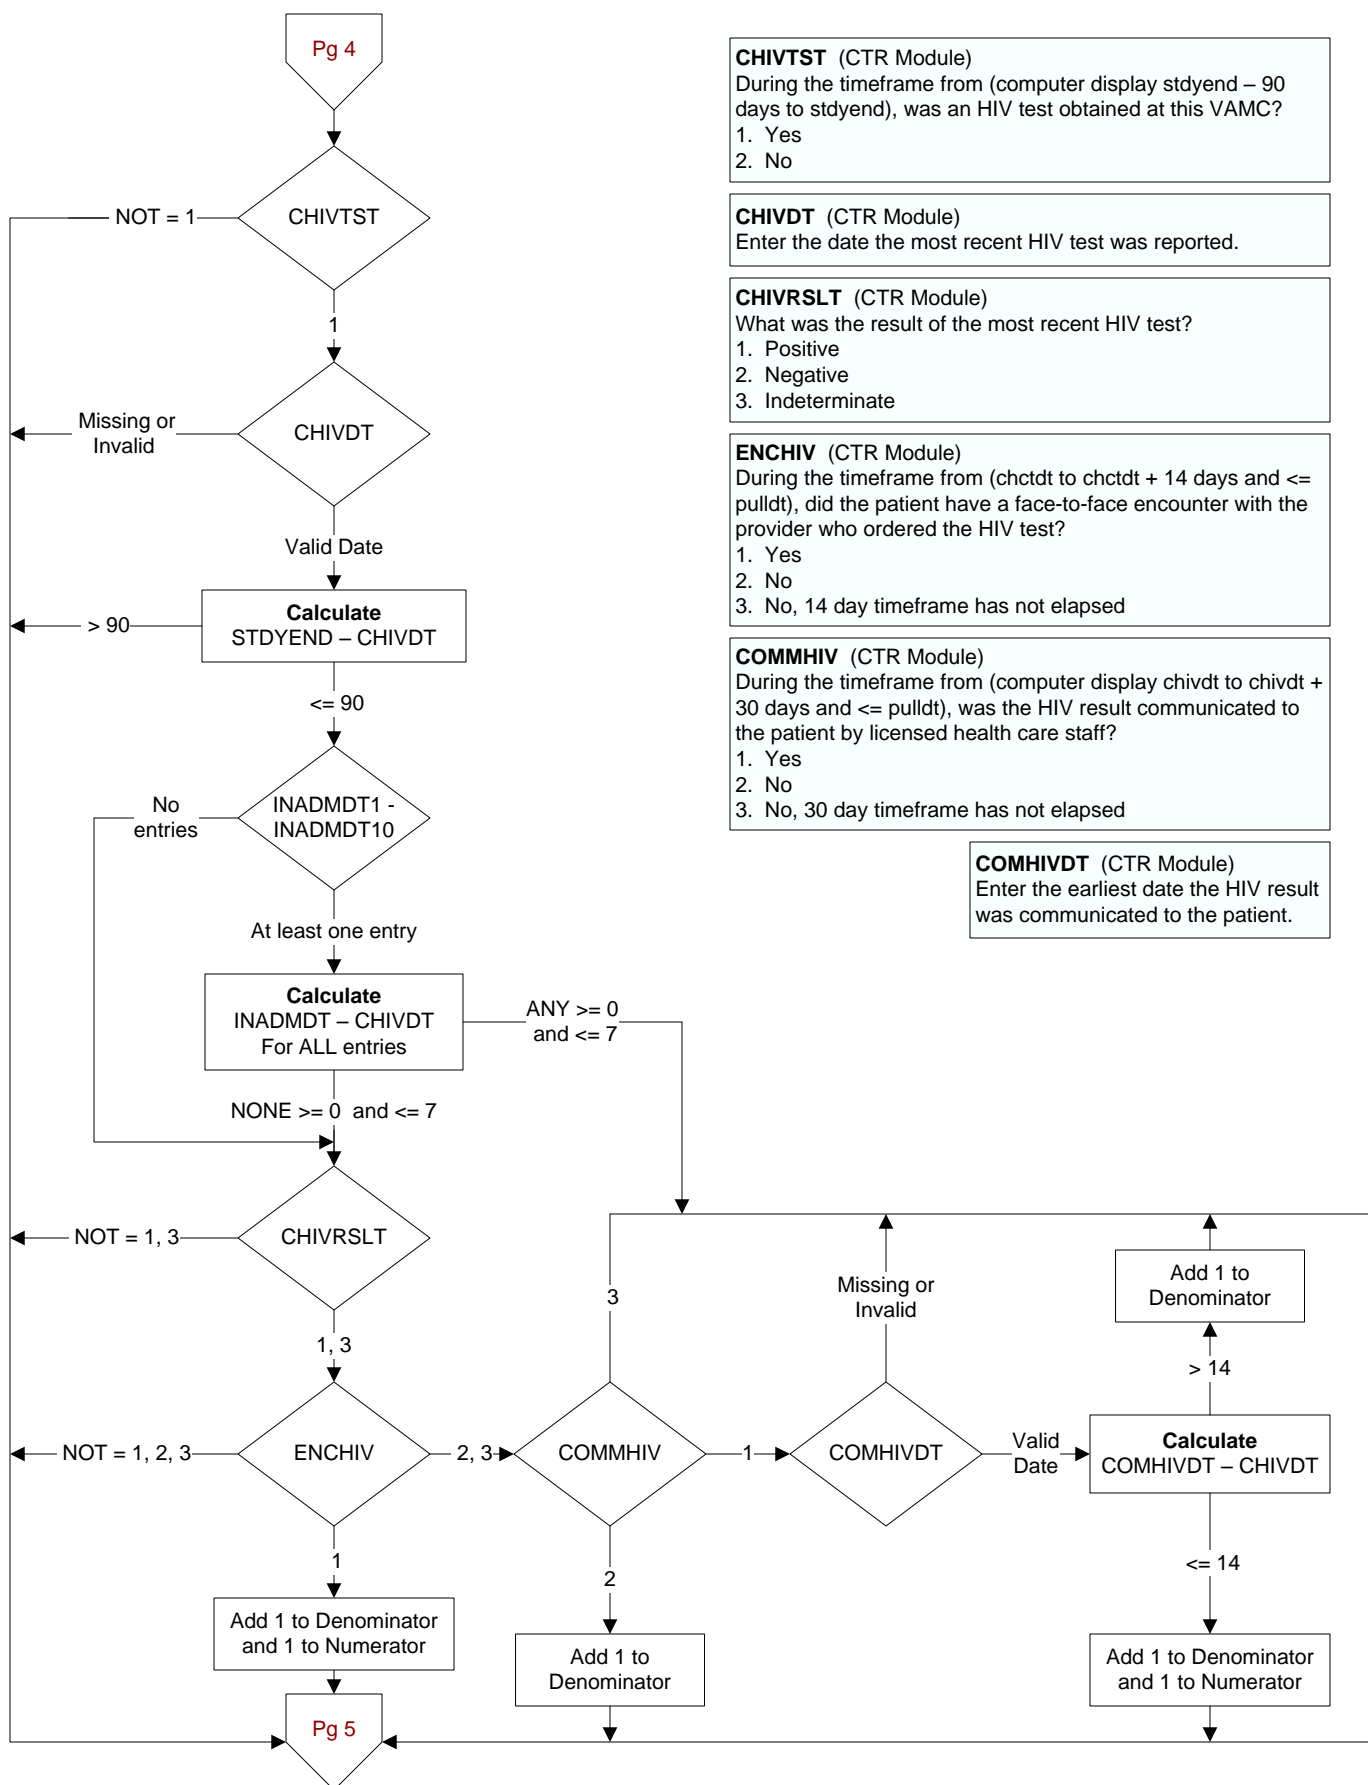 Pg 4
CHIVTST (CTR Module)
During the timeframe from (computer display stdyend – 90
days to stdyend), was an HIV test obtained at this VAMC?
1. Yes
2. No
NOT = 1
CHIVTST
CHIVDT (CTR Module)
Enter the date the most recent HIV test was reported.
CHIVRSLT (CTR Module)
What was the result of the most recent HIV test?
1. Positive
2. Negative
3. Indeterminate
1
Missing or
Invalid
CHIVDT
ENCHIV (CTR Module)
During the timeframe from (chctdt to chctdt + 14 days and <=
pulldt), did the patient have a face-to-face encounter with the
provider who ordered the HIV test?
1. Yes
2. No
3. No, 14 day timeframe has not elapsed
Valid Date
> 90
Calculate
STDYEND – CHIVDT
COMMHIV (CTR Module)
During the timeframe from (computer display chivdt to chivdt +
30 days and <= pulldt), was the HIV result communicated to
the patient by licensed health care staff?
1. Yes
2. No
3. No, 30 day timeframe has not elapsed
<= 90
No
entries
INADMDT1 -
INADMDT10
COMHIVDT (CTR Module)
Enter the earliest date the HIV result
was communicated to the patient.
At least one entry
Calculate
INADMDT – CHIVDT
For ALL entries
ANY >= 0
and <= 7
NONE >= 0 and <= 7
NOT = 1, 3
CHIVRSLT
3
Missing or
Invalid
Add 1 to
Denominator
1, 3
> 14
NOT = 1, 2, 3
ENCHIV
2, 3
COMMHIV
1
COMHIVDT
Valid
Date
Calculate
COMHIVDT – CHIVDT
1
2
<= 14
Add 1 to Denominator
and 1 to Numerator
Add 1 to
Denominator
Add 1 to Denominator
and 1 to Numerator
Pg 5